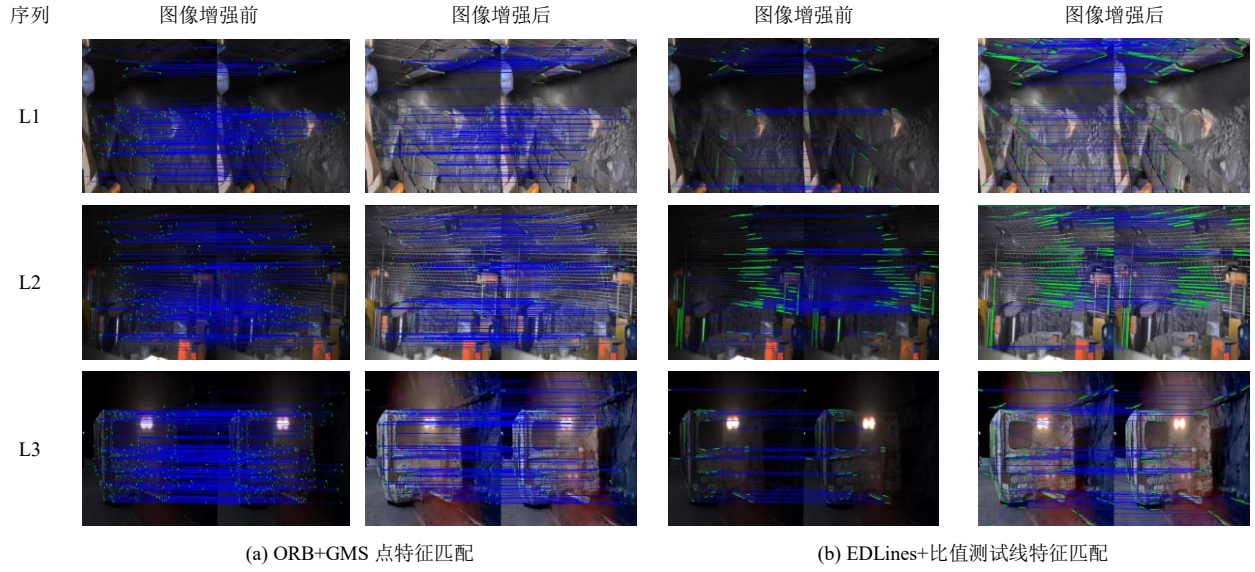 序列 图像增强前 图像增强后 图像增强前 图像增强后
L1
L2
L3
(a) ORB+GMS 点特征匹配 (b) EDLines+比值测试线特征匹配